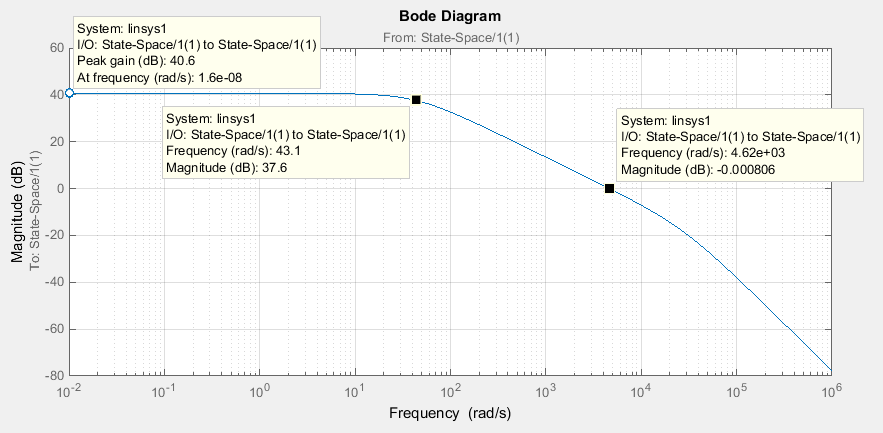 Bode Diagram
From: State-Space/1(1)
System: linsys1
I/O: State-Space/1(1) to State-Space/1(1)
Peak gain (dB): 40.6
At frequency (rad/s): 1.6e-08
System: linsys1
I/O: State-Space/1(1) to State-Space/1(1)
Frequency (rad/s): 43.1
Magnitude (dB): 37.6
System: linsys1
I/O: State-Space/1(1) to State-Space/1(1)
Frequency (rad/s): 4.62e+03
Magnitude (dB): -0.000806
Magnitude (dB)
To: State-Space/1(1)
60
40
20
0
-20
-40
-60
-80
10^-2 10^-1 10^0 10^1 10^2 10^3 10^4 10^5 10^6
Frequency (rad/s)